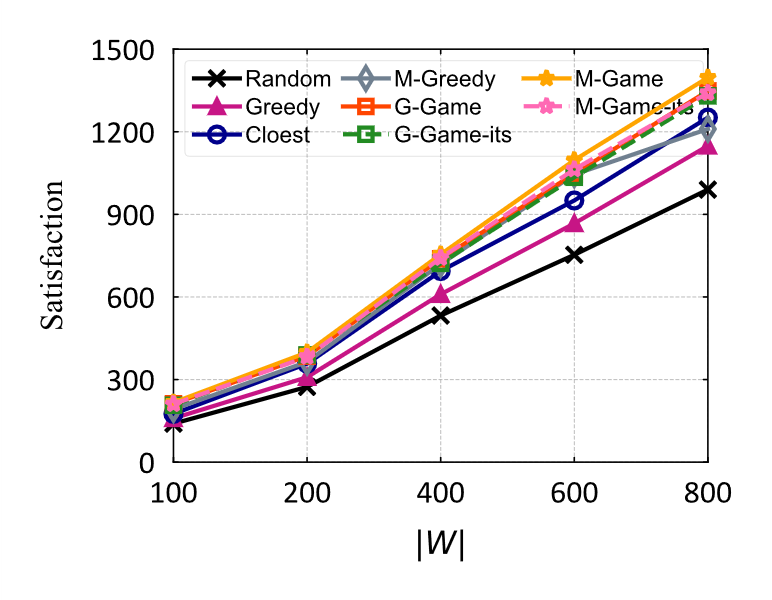 1500
1200
900
600
300
0
Satisfaction
Random
Greedy
Cloest
M-Greedy
G-Game
G-Game-its
M-Game
M-Game-its
100 200 400 600 800
|W|